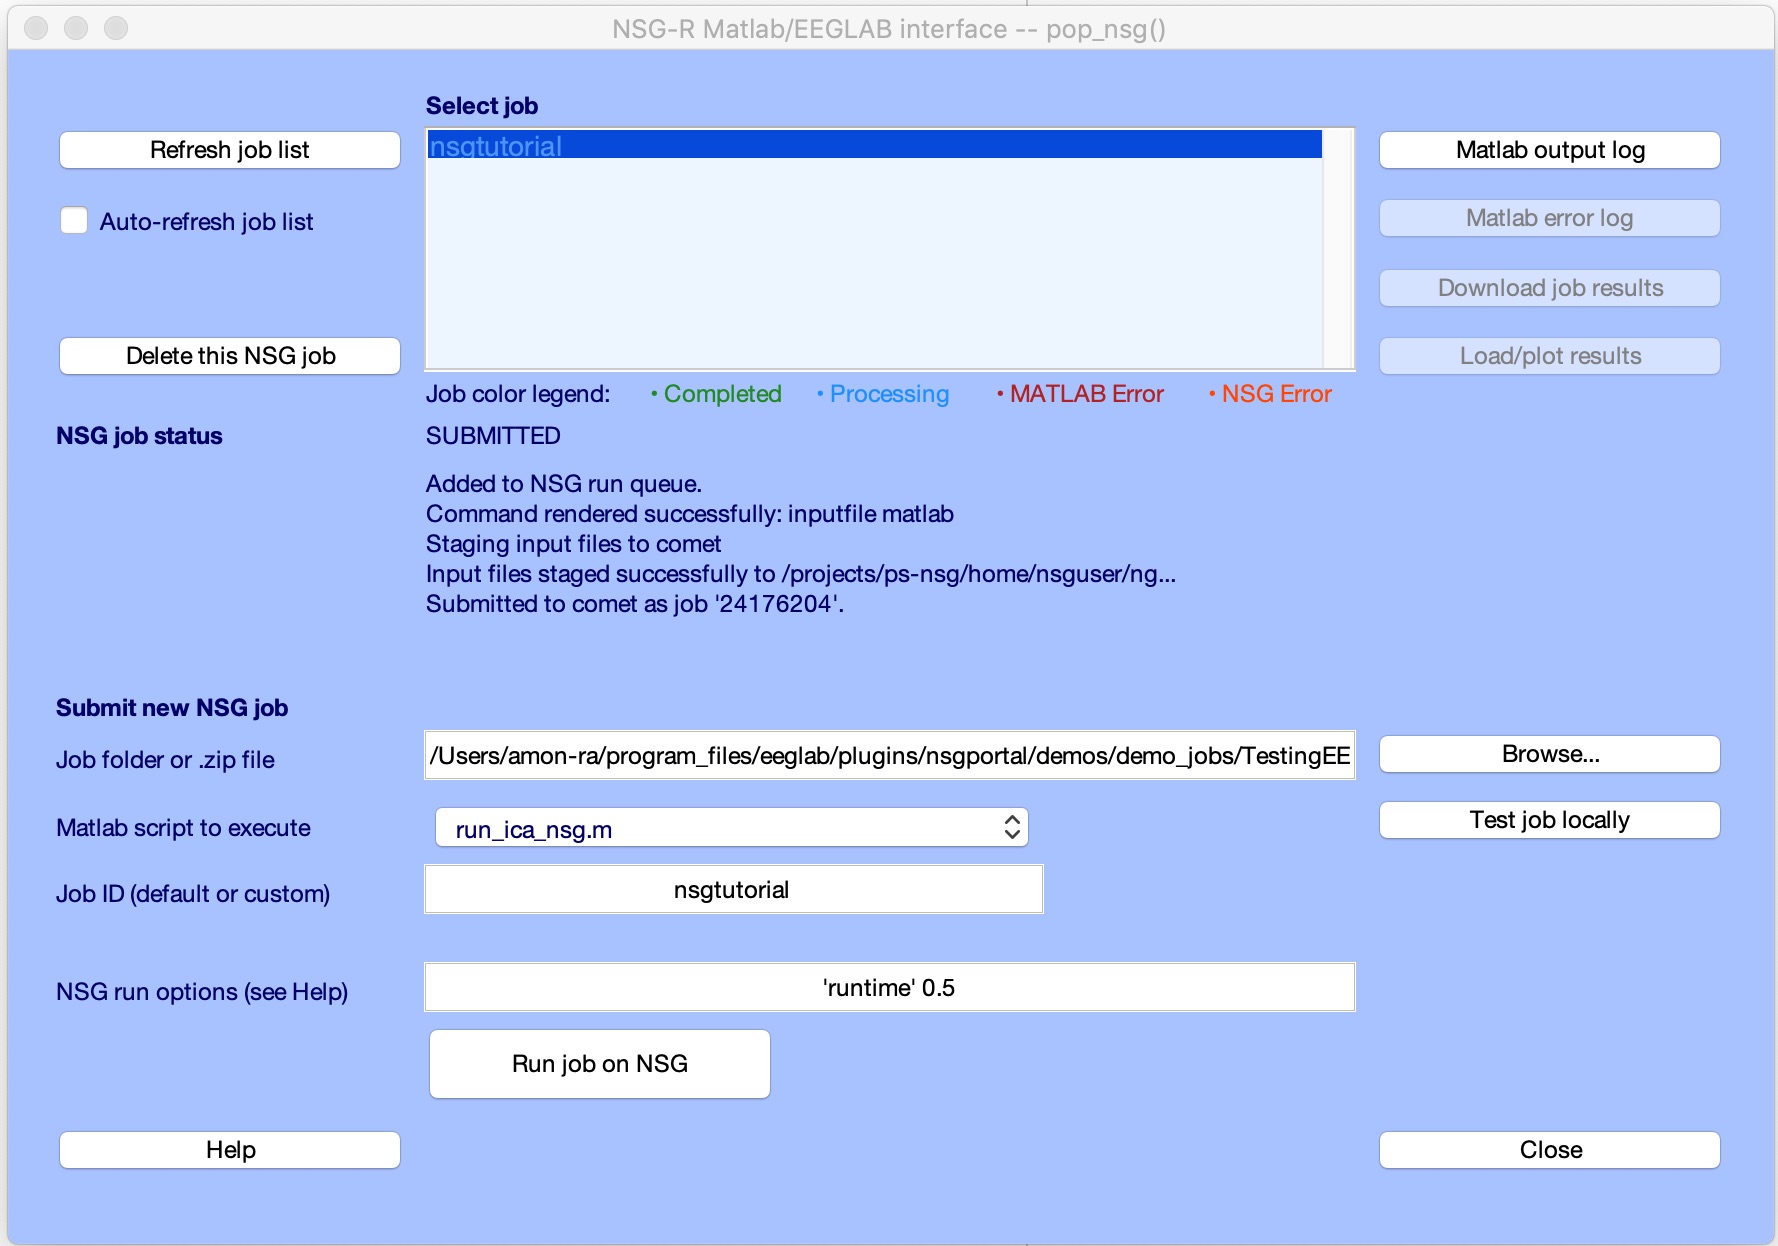 NSG-R Matlab/EEGLAB interface -- pop_nsg()
Select job
Refresh job list
nsgtutorial
Matlab output log
Auto-refresh job list
Matlab error log
Download job results
Delete this NSG job
Load/plot results
Job color legend: • Completed • Processing • MATLAB Error • NSG Error
NSG job status
SUBMITTED
Added to NSG run queue.
Command rendered successfully: inputfile matlab
Staging input files to comet
Input files staged successfully to /projects/ps-nsg/home/nsguser/ng...
Submitted to comet as job '24176204'.
Submit new NSG job
Job folder or .zip file
/Users/amon-ra/program_files/eeglab/plugins/nsgportal/demos/demo_jobs/TestingEE
Browse...
Matlab script to execute
run_ica_nsg.m
Test job locally
Job ID (default or custom)
nsgtutorial
NSG run options (see Help)
'runtime' 0.5
Run job on NSG
Help
Close